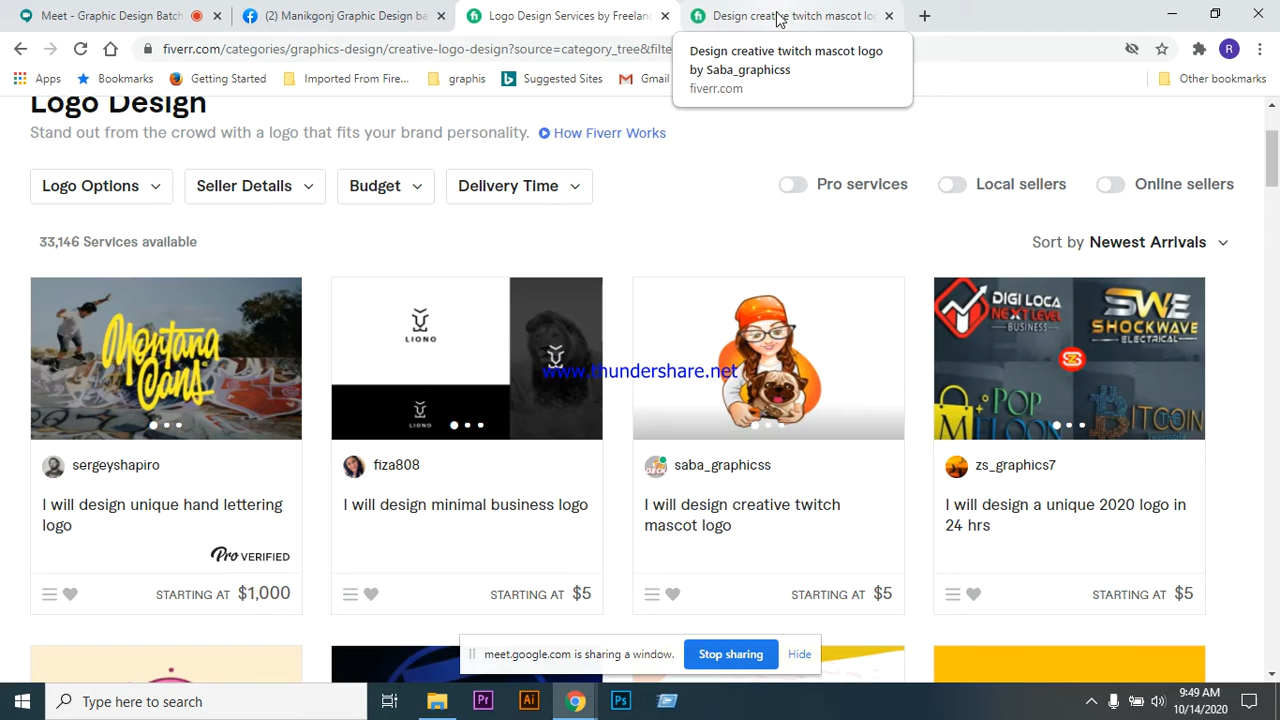 Meet - Graphic Design Batch
(2) Manikgonj Graphic Design ba
Logo Design Services by Freelan
Design creative twitch mascot lo
fiverr.com/categories/graphics-design/creative-logo-design?source=category_tree&filte
R
Design creative twitch mascot logo
by Saba_graphicss
fiverr.com
Apps
Bookmarks
Getting Started
Imported From Fire...
graphis
Suggested Sites
Gmail
Other bookmarks
Logo Design
Stand out from the crowd with a logo that fits your brand personality.
How Fiverr Works
Logo Options
Seller Details
Budget
Delivery Time
Pro services
Local sellers
Online sellers
33,146 Services available
Sort by Newest Arrivals
Montana
Cans
LIONO
LIONO
DIGI LOCA
NEXT LEVEL
BUSINESS
SWE
SHOCKWAVE
ELECTRICAL
POP
MELOON
BITCOIN
www.thundershare.net
sergeyshapiro
I will design unique hand lettering
logo
Pro VERIFIED
STARTING AT $1,000
fiza808
I will design minimal business logo
STARTING AT $5
saba_graphicss
I will design creative twitch
mascot logo
STARTING AT $5
zs_graphics7
I will design a unique 2020 logo in
24 hrs
STARTING AT $5
meet.google.com is sharing a window.
Stop sharing
Hide
Type here to search
Pr
Ai
Ps
9:49 AM
10/14/2020